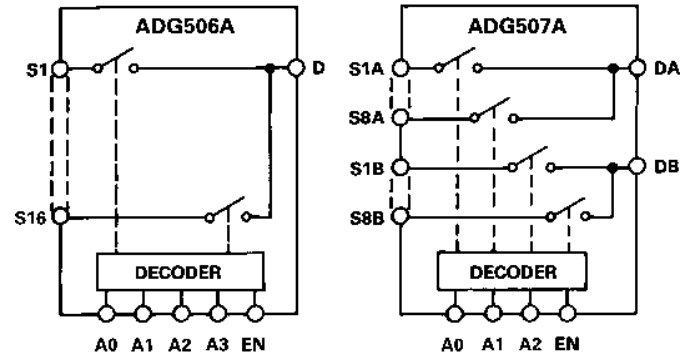 ADG506A
S1
D
S16
DECODER
A0 A1 A2 A3 EN
ADG507A
S1A
DA
S8A
S1B
DB
S8B
DECODER
A0 A1 A2 EN